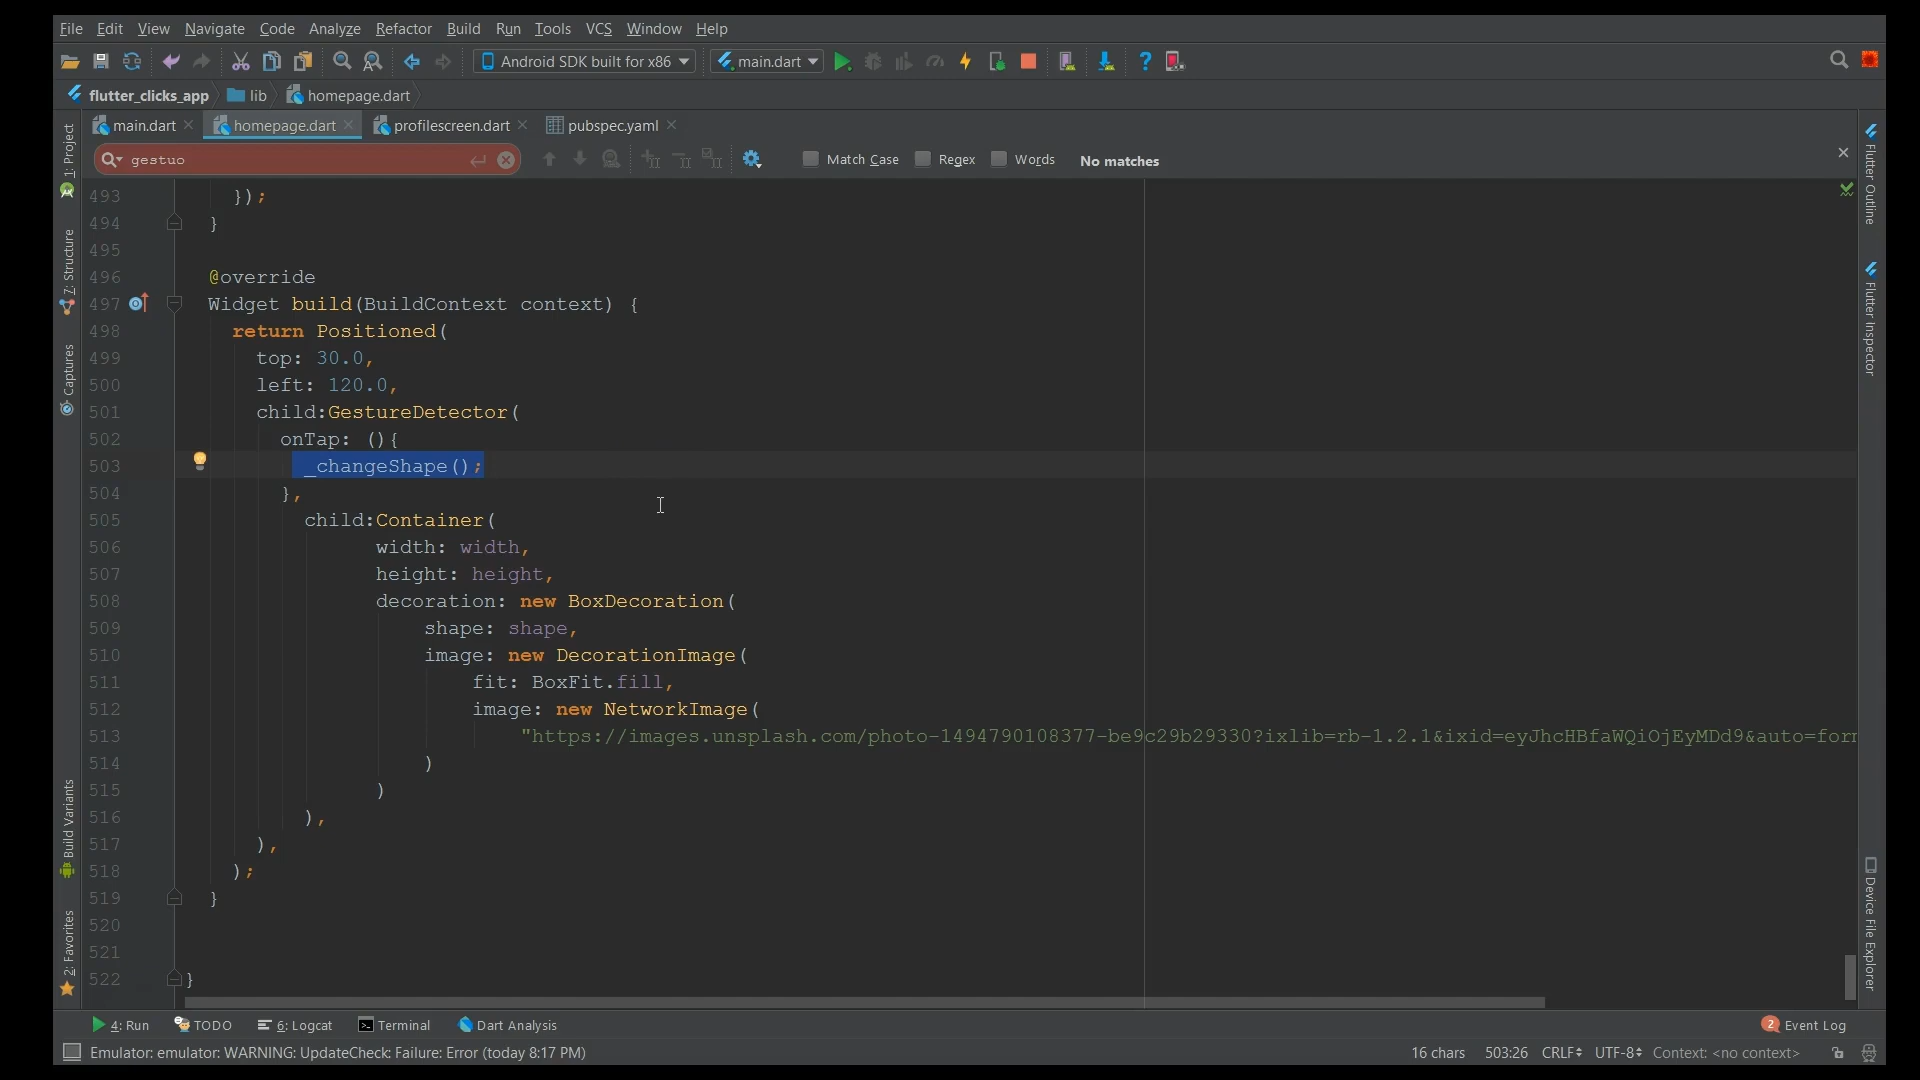 File Edit View Navigate Code Analyze Refactor Build Run Tools VCS Window Help
Android SDK built for x86 main.dart
flutter_clicks_app lib homepage.dart
main.dart homepage.dart profilescreen.dart pubspec.yaml
gestuo Match Case Regex Words No matches
493 });
494 }
495
496 @override
497 Widget build(BuildContext context) {
498 return Positioned(
499 top: 30.0,
500 left: 120.0,
501 child:GestureDetector(
502 onTap: (){
503 _changeShape();
504 },
505 child:Container(
506 width: width,
507 height: height,
508 decoration: new BoxDecoration(
509 shape: shape,
510 image: new DecorationImage(
511 fit: BoxFit.fill,
512 image: new NetworkImage(
513 "https://images.unsplash.com/photo-1494790108377-be9c29b29330?ixlib=rb-1.2.1&ixid=eyJhcHBfaWQiOjEyMDd9&auto=for
514 )
515 )
516 ),
517 ),
518 );
519 }
520
521
522 }
1: Project
7: Structure
Captures
Build Variants
2: Favorites
Flutter Outline
Flutter Inspector
Device File Explorer
4: Run TODO 6: Logcat Terminal Dart Analysis 2 Event Log
Emulator: emulator: WARNING: UpdateCheck: Failure: Error (today 8:17 PM) 16 chars 503:26 CRLF UTF-8 Context: <no context>